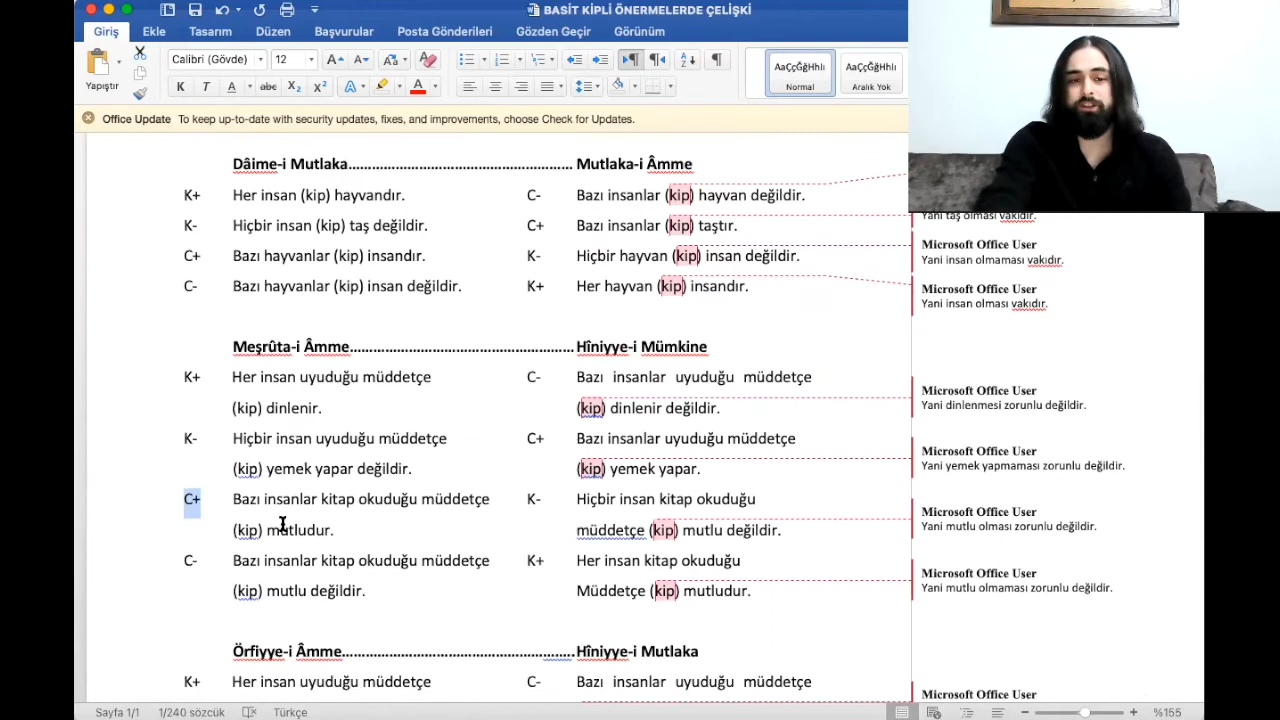 BASİT KİPLİ ÖNERMELERDE ÇELİŞKİ
Giriş Ekle Tasarım Düzen Başvurular Posta Gönderileri Gözden Geçir Görünüm
Yapıştır
Calibri (Gövde) 12
K T A abc X₂ X² A
AaÇçĞğHhIı
Normal
AaÇçĞğHhIı
Aralık Yok
Office Update To keep up-to-date with security updates, fixes, and improvements, choose Check for Updates.
Dâime-i Mutlaka…………………………………………… Mutlaka-i Âmme
K+ Her insan (kip) hayvandır. C- Bazı insanlar (kip) hayvan değildir.
K- Hiçbir insan (kip) taş değildir. C+ Bazı insanlar (kip) taştır.
C+ Bazı hayvanlar (kip) insandır. K- Hiçbir hayvan (kip) insan değildir.
C- Bazı hayvanlar (kip) insan değildir. K+ Her hayvan (kip) insandır.
Yani taş olması vakıdır.
Microsoft Office User
Yani insan olmaması vakıdır.
Microsoft Office User
Yani insan olması vakıdır.
Meşrûta-i Âmme……………………………………………Hîniyye-i Mümkine
K+ Her insan uyuduğu müddetçe C- Bazı insanlar uyuduğu müddetçe
(kip) dinlenir. (kip) dinlenir değildir.
K- Hiçbir insan uyuduğu müddetçe C+ Bazı insanlar uyuduğu müddetçe
(kip) yemek yapar değildir. (kip) yemek yapar.
C+ Bazı insanlar kitap okuduğu müddetçe K- Hiçbir insan kitap okuduğu
(kip) mutludur. müddetçe (kip) mutlu değildir.
C- Bazı insanlar kitap okuduğu müddetçe K+ Her insan kitap okuduğu
(kip) mutlu değildir. Müddetçe (kip) mutludur.
Microsoft Office User
Yani dinlenmesi zorunlu değildir.
Microsoft Office User
Yani yemek yapmaması zorunlu değildir.
Microsoft Office User
Yani mutlu olması zorunlu değildir.
Microsoft Office User
Yani mutlu olmaması zorunlu değildir.
Örfiyye-i Âmme……………………………………………Hîniyye-i Mutlaka
K+ Her insan uyuduğu müddetçe C- Bazı insanlar uyuduğu müddetçe
Microsoft Office User
Sayfa 1/1 1/240 sözcük Türkçe %155